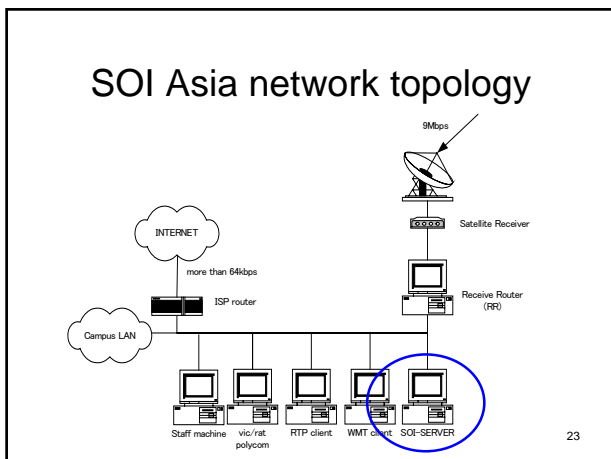 SOI Asia network topology
9Mbps
Satellite Receiver
INTERNET
more than 64kbps
ISP router
Receive Router
(RR)
Campus LAN
Staff machine
vic/rat
polycom
RTP client
WMT client
SOI-SERVER
23